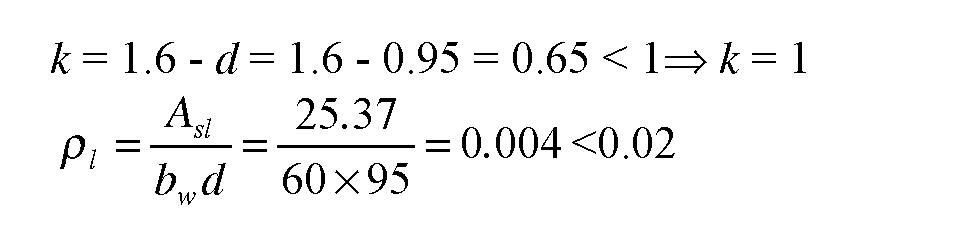 k = 1.6 - d = 1.6 - 0.95 = 0.65 < 1⇒ k = 1
ρ_l = A_sl / b_w d = 25.37 / 60×95 = 0.004 <0.02